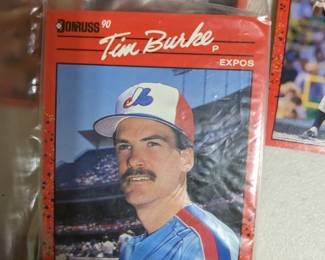 DONRUSS 90
Tim Burke
P
EXPOS